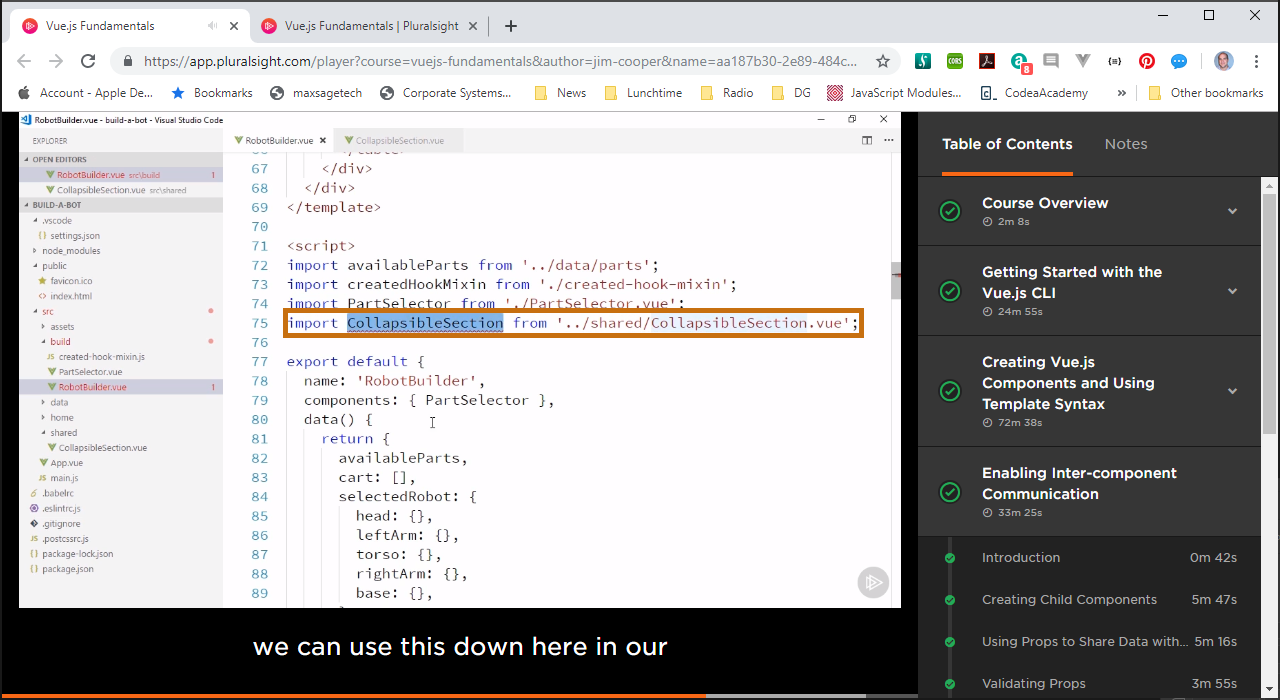 Vue.js Fundamentals
Vue.js Fundamentals | Pluralsight
https://app.pluralsight.com/player?course=vuejs-fundamentals&author=jim-cooper&name=aa187b30-2e89-484c...
CORS
a
8
Account - Apple De...
Bookmarks
maxsagetech
Corporate Systems...
News
Lunchtime
Radio
DG
JavaScript Modules...
CodeaAcademy
»
Other bookmarks
RobotBuilder.vue - build-a-bot - Visual Studio Code
EXPLORER
RobotBuilder.vue
CollapsibleSection.vue
OPEN EDITORS
RobotBuilder.vue src\build 1
CollapsibleSection.vue src\shared
BUILD-A-BOT
.vscode
{} settings.json
node_modules
public
favicon.ico
<> index.html
src
assets
build
JS created-hook-mixin.js
PartSelector.vue
RobotBuilder.vue 1
data
home
shared
CollapsibleSection.vue
App.vue
JS main.js
.babelrc
.eslintrc.js
.gitignore
JS .postcssrc.js
{} package-lock.json
{} package.json
66 </table>
67 </div>
68 </div>
69 </template>
70
71 <script>
72 import availableParts from '../data/parts';
73 import createdHookMixin from './created-hook-mixin';
74 import PartSelector from './PartSelector.vue';
75 import CollapsibleSection from '../shared/CollapsibleSection.vue';
76
77 export default {
78 name: 'RobotBuilder',
79 components: { PartSelector },
80 data() {
81 return {
82 availableParts,
83 cart: [],
84 selectedRobot: {
85 head: {},
86 leftArm: {},
87 torso: {},
88 rightArm: {},
89 base: {},
we can use this down here in our
Table of Contents
Notes
Course Overview
2m 8s
Getting Started with the
Vue.js CLI
24m 55s
Creating Vue.js
Components and Using
Template Syntax
72m 38s
Enabling Inter-component
Communication
33m 25s
Introduction 0m 42s
Creating Child Components 5m 47s
Using Props to Share Data with... 5m 16s
Validating Props 3m 55s